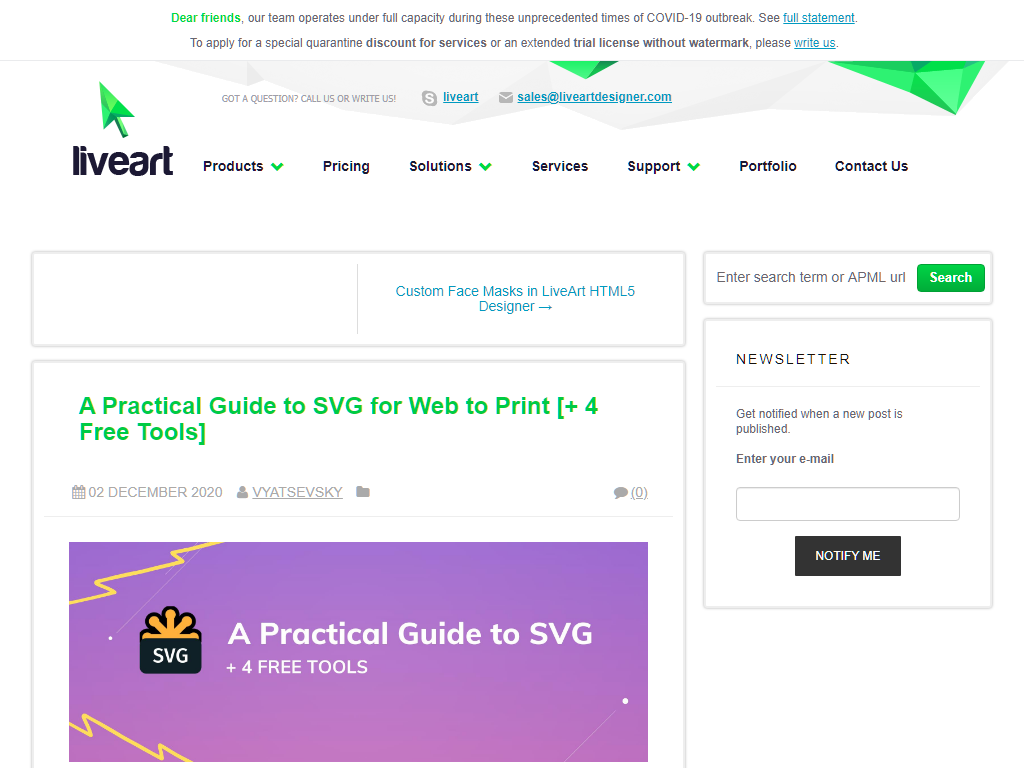 Dear friends, our team operates under full capacity during these unprecedented times of COVID-19 outbreak. See full statement.
To apply for a special quarantine discount for services or an extended trial license without watermark, please write us.
GOT A QUESTION? CALL US OR WRITE US!
liveart
sales@liveartdesigner.com
liveart
Products
Pricing
Solutions
Services
Support
Portfolio
Contact Us
Custom Face Masks in LiveArt HTML5
Designer →
Enter search term or APML url
Search
NEWSLETTER
Get notified when a new post is
published.
Enter your e-mail
NOTIFY ME
A Practical Guide to SVG for Web to Print [+ 4
Free Tools]
02 DECEMBER 2020 VYATSEVSKY (0)
SVG
A Practical Guide to SVG
+ 4 FREE TOOLS